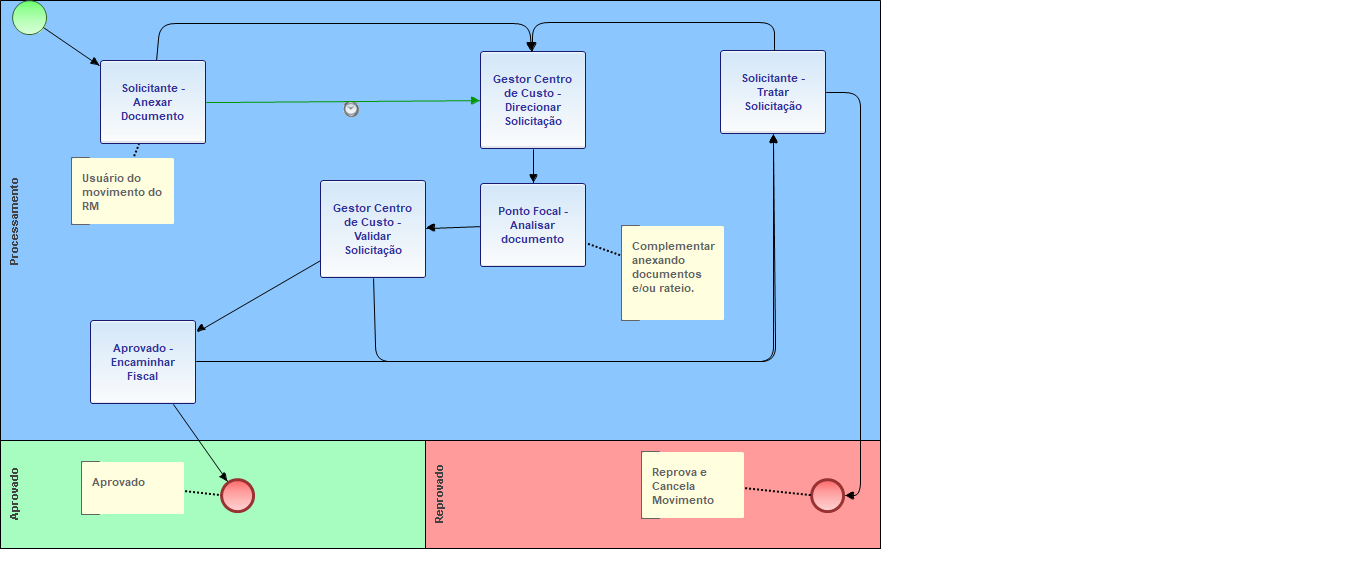 Processamento
Solicitante -
Anexar
Documento
Gestor Centro
de Custo -
Direcionar
Solicitação
Solicitante -
Tratar
Solicitação
Usuário do
movimento do
RM
Gestor Centro
de Custo -
Validar
Solicitação
Ponto Focal -
Analisar
documento
Complementar
anexando
documentos
e/ou rateio.
Aprovado -
Encaminhar
Fiscal
Aprovado
Aprovado
Reprovado
Reprova e
Cancela
Movimento